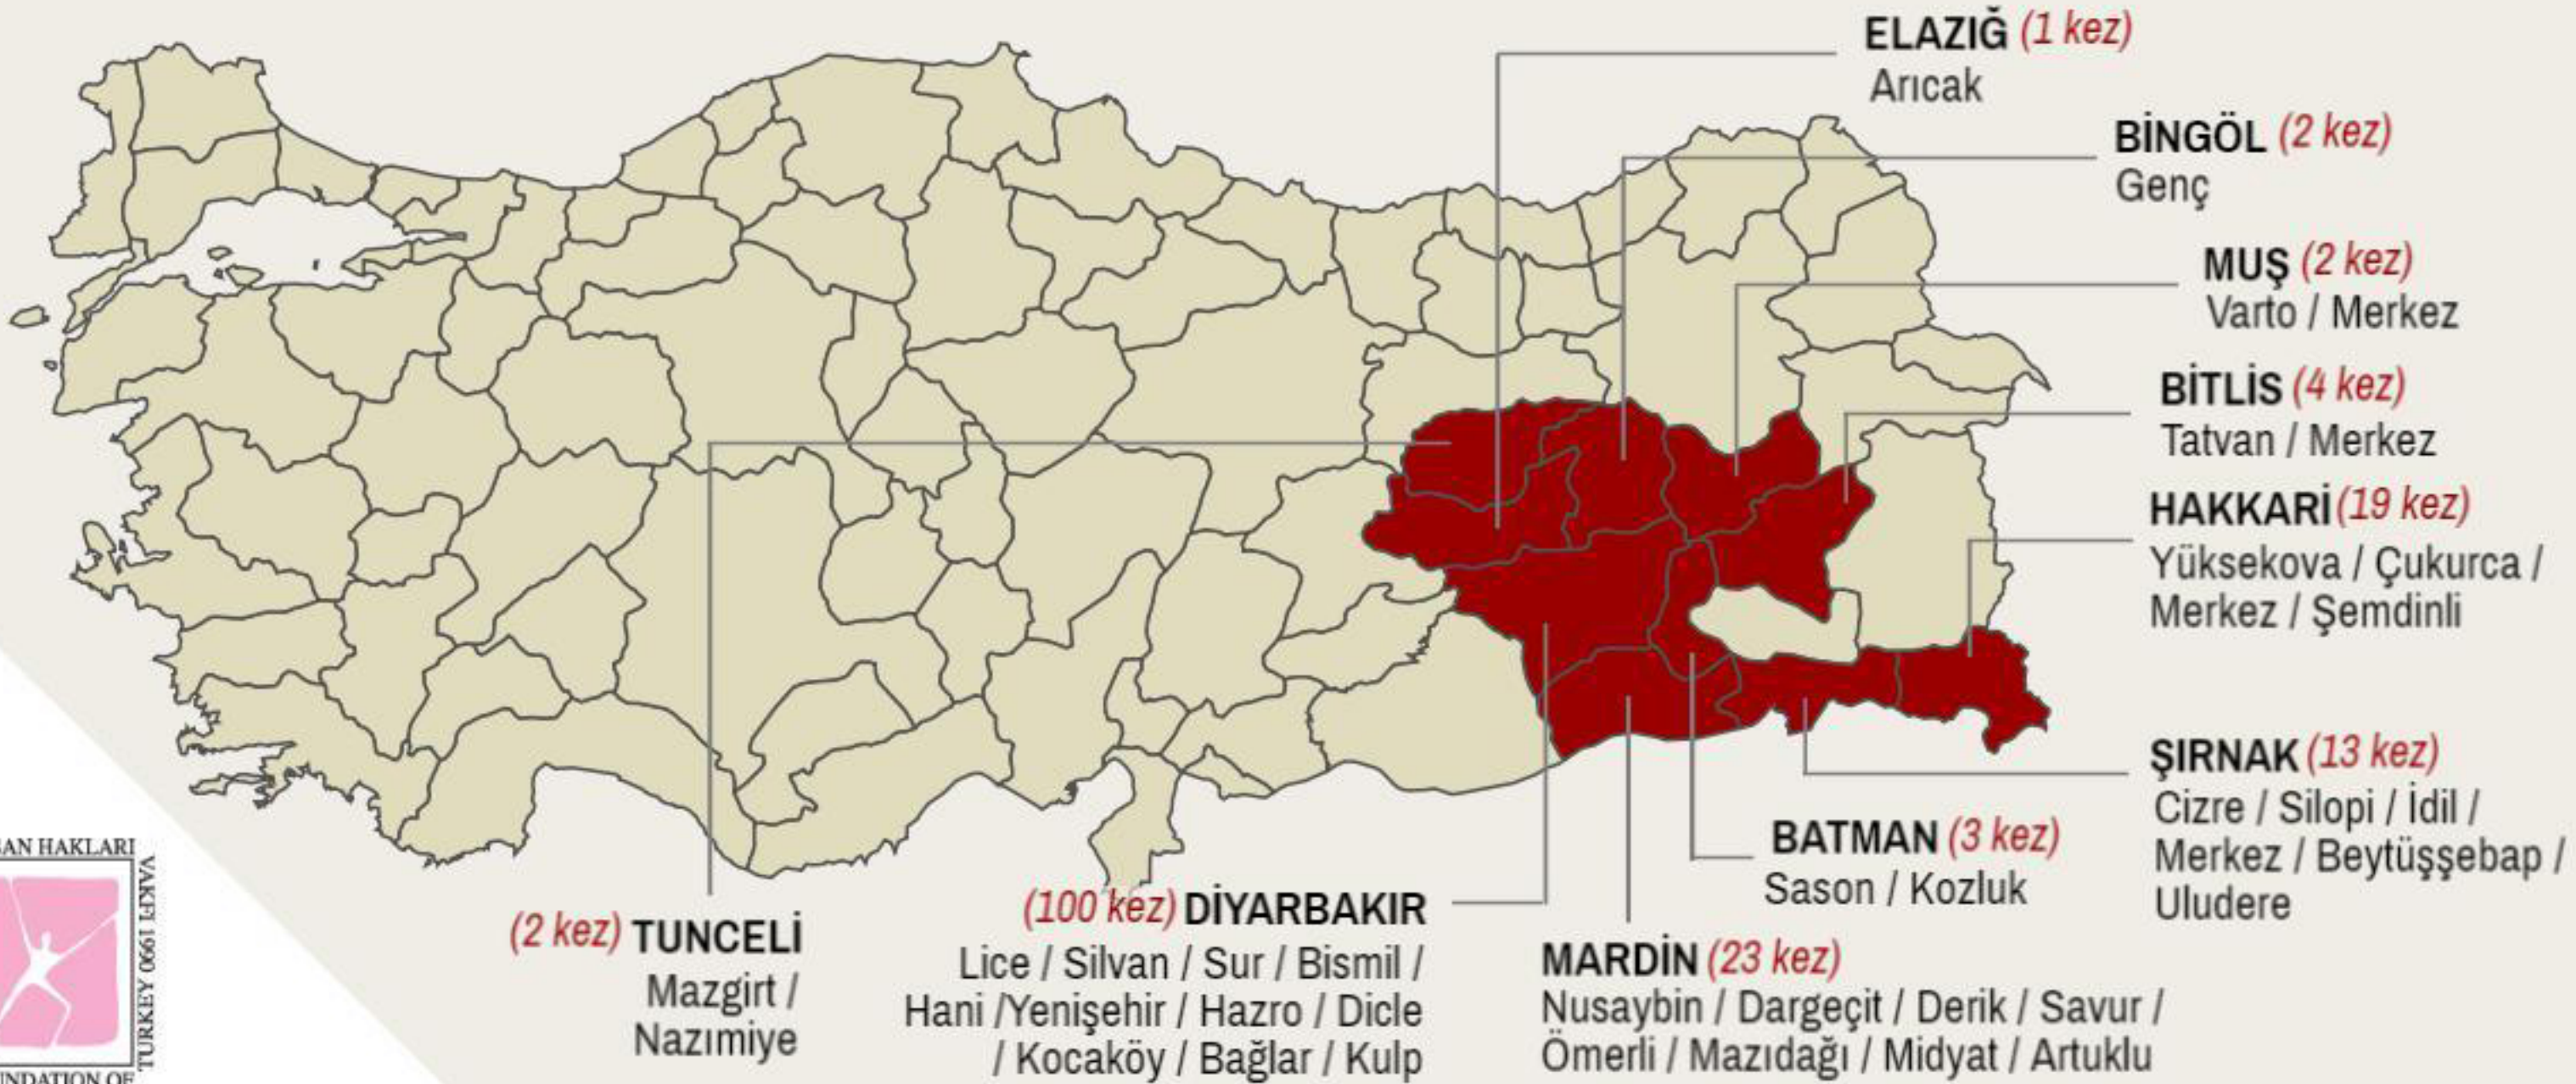 ELAZIĞ (1 kez)
Arıcak
BİNGÖL (2 kez)
Genç
MUŞ (2 kez)
Varto / Merkez
BİTLİS (4 kez)
Tatvan / Merkez
HAKKARİ (19 kez)
Yüksekova / Çukurca /
Merkez / Şemdinli
ŞIRNAK (13 kez)
Cizre / Silopi / İdil /
Merkez / Beytüşşebap /
Uludere
BATMAN (3 kez)
Sason / Kozluk
MARDİN (23 kez)
Nusaybin / Dargeçit / Derik / Savur /
Ömerli / Mazıdağı / Midyat / Artuklu
(100 kez) DİYARBAKIR
Lice / Silvan / Sur / Bismil /
Hani /Yenişehir / Hazro / Dicle
/ Kocaköy / Bağlar / Kulp
(2 kez) TUNCELİ
Mazgirt /
Nazımiye
HAKLARI
VAKFI 1990 TURKEY
OF